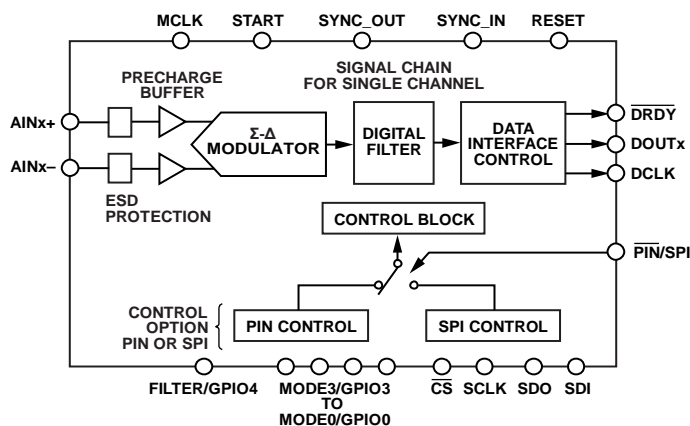 MCLK START SYNC_OUT SYNC_IN RESET
PRECHARGE
BUFFER
SIGNAL CHAIN
FOR SINGLE CHANNEL
AINx+
AINx–
Σ-Δ
MODULATOR
DIGITAL
FILTER
DATA
INTERFACE
CONTROL
DRDY
DOUTx
DCLK
ESD
PROTECTION
CONTROL BLOCK
PIN/SPI
CONTROL
OPTION
PIN OR SPI
PIN CONTROL
SPI CONTROL
FILTER/GPIO4
MODE3/GPIO3
TO
MODE0/GPIO0
CS SCLK SDO SDI